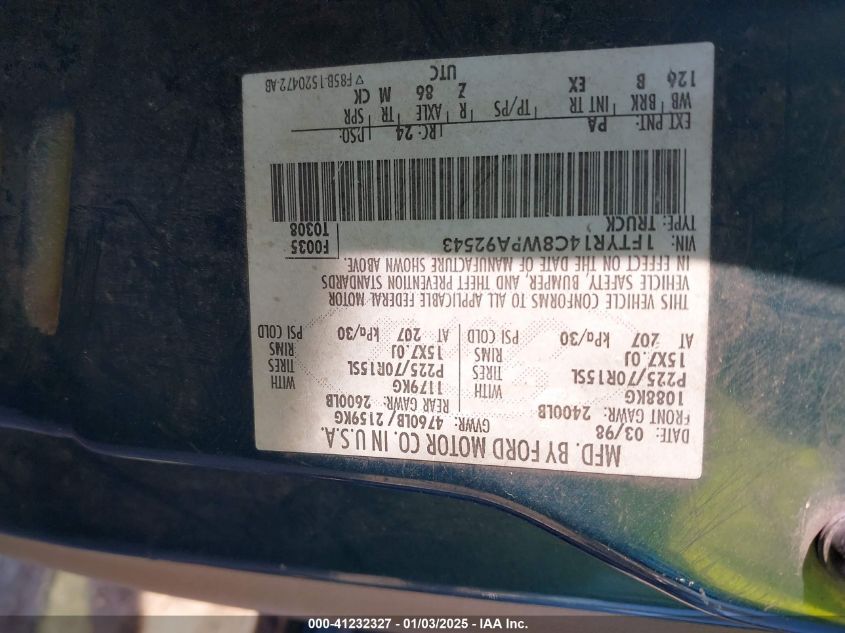 MFD. BY FORD MOTOR CO. IN U.S.A.
DATE: 03/98 GVWR: 4760LB/2159KG
FRONT GAWR: 2400LB REAR GAWR: 2600LB
1088KG WITH 1179KG WITH
P225/70R15SL TIRES P225/70R15SL TIRES
15X7.0J RIMS 15X7.0J RIMS
AT 207 kPa/30 PSI COLD AT 207 kPa/30 PSI COLD
THIS VEHICLE CONFORMS TO ALL APPLICABLE FEDERAL MOTOR
VEHICLE SAFETY, BUMPER, AND THEFT PREVENTION STANDARDS
IN EFFECT ON THE DATE OF MANUFACTURE SHOWN ABOVE.
VIN: 1FTYR14C8WPA92543 F0035
TYPE: TRUCK T0308
EXT PNT: PA RC: 24 DSO:
WB BRK INT TR TP/PS R AXLE TR SPR
126 B EX Z 86 M CK
UTC ▽ F85B-1520472-AB
000-41232327 01/03/2025 IAA Inc.